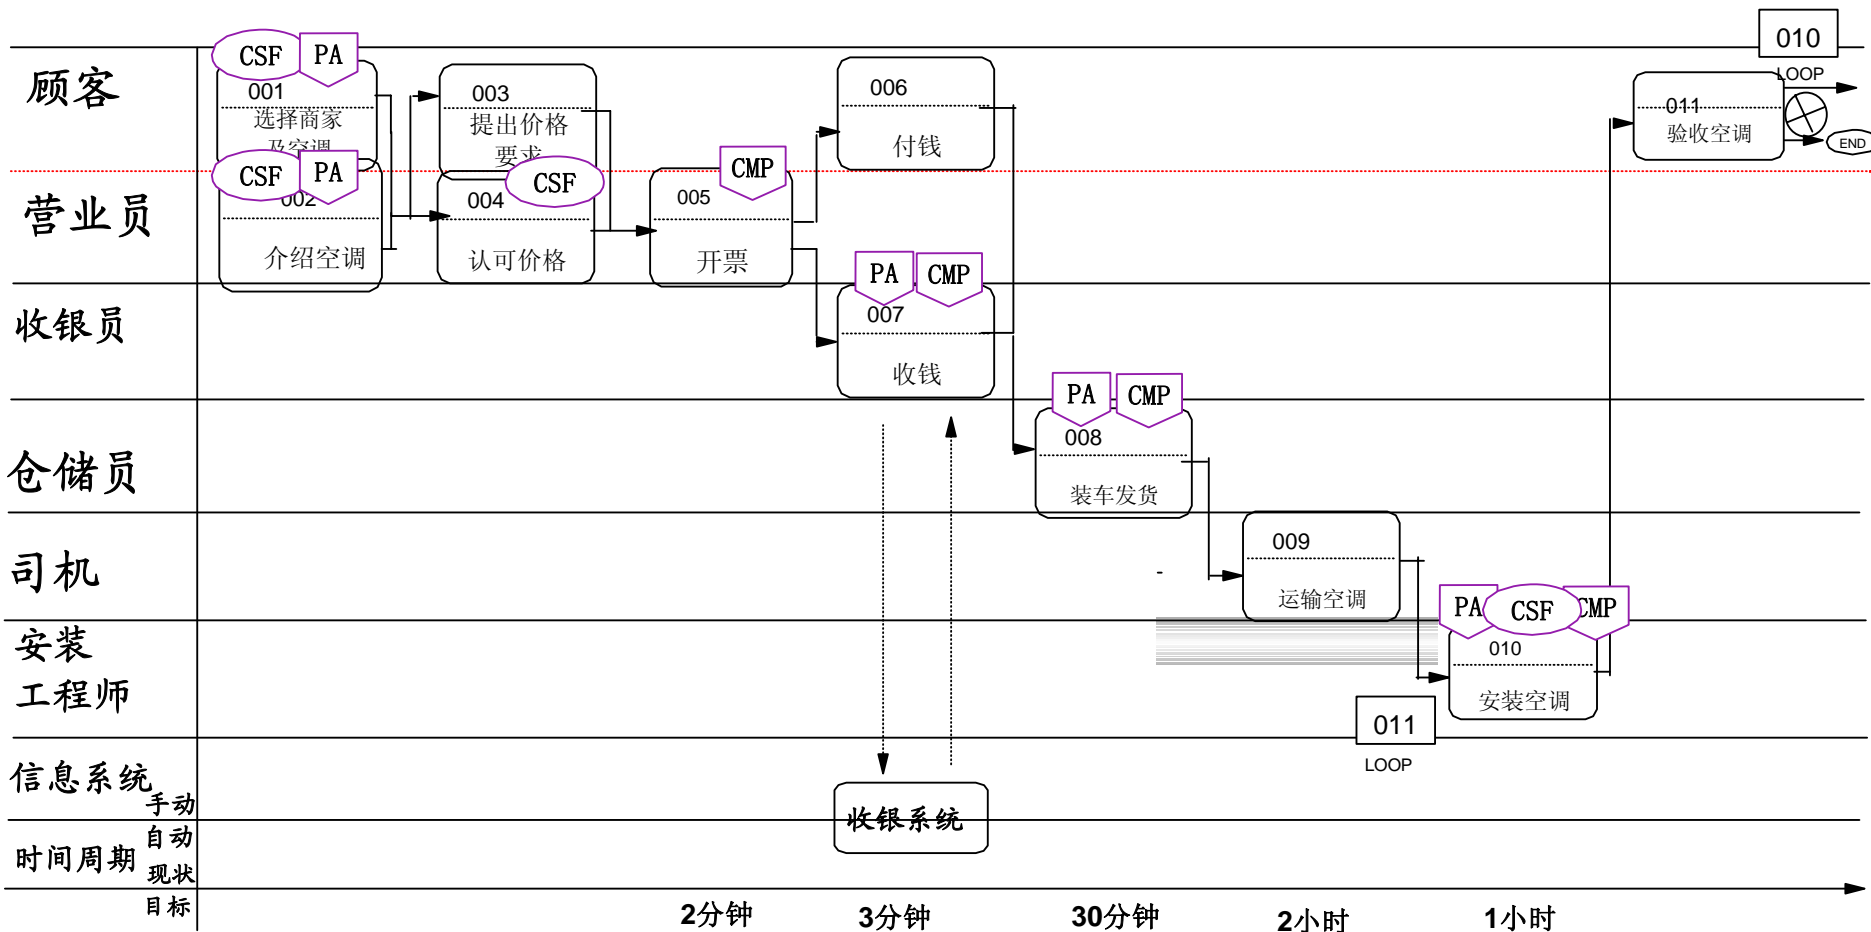 010
LOOP
顾客
CSF
PA
001
选择商家
及空调
003
提出价格
要求
006
付钱
011
验收空调
END
营业员
CSF
PA
002
介绍空调
004
CSF
认可价格
CMP
005
开票
收银员
PA
CMP
007
收钱
仓储员
PA
CMP
008
装车发货
司机
009
运输空调
安装
工程师
PA
CSF
CMP
010
安装空调
011
LOOP
信息系统
手动
自动
收银系统
时间周期
现状
目标
2分钟
3分钟
30分钟
2小时
1小时